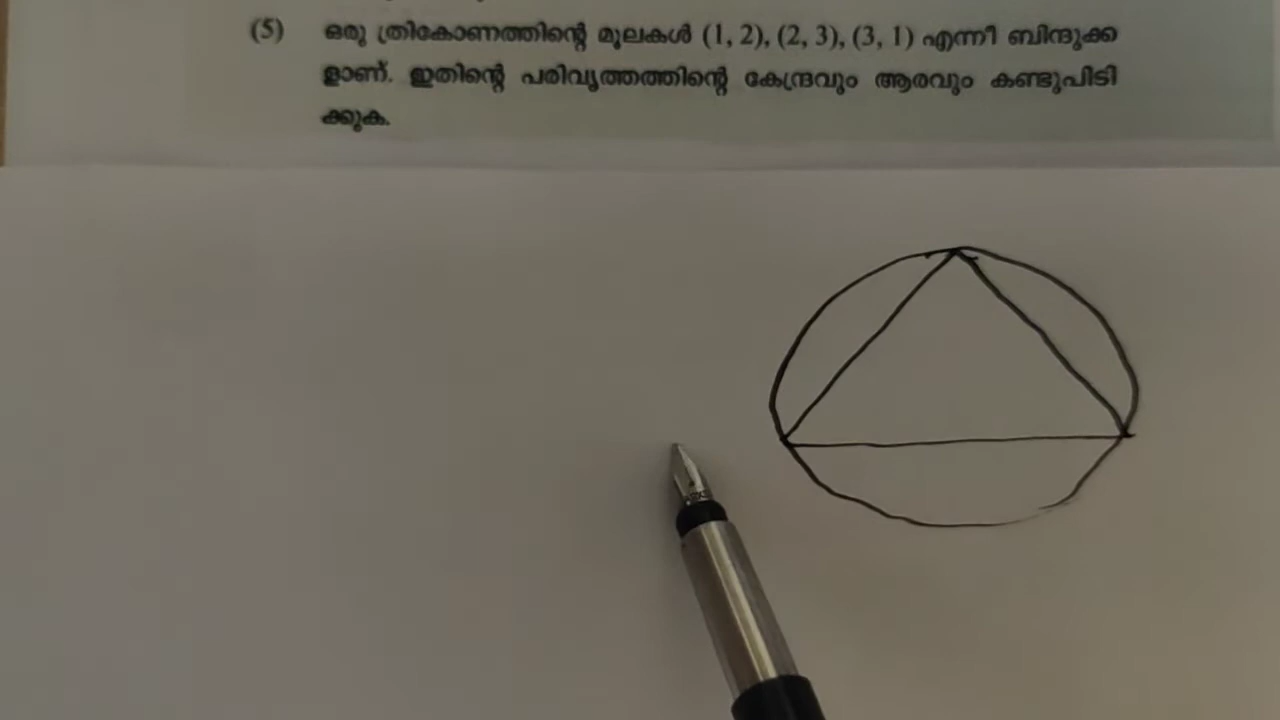 (5) ഒരു ത്രികോണത്തിന്റെ മൂലകൾ (1, 2), (2, 3), (3, 1) എന്നീ ബിന്ദുക്ക
ളാണ്. ഇതിന്റെ പരിവൃത്തത്തിന്റെ കേന്ദ്രവും ആരവും കണ്ടുപിടി
ക്കുക.